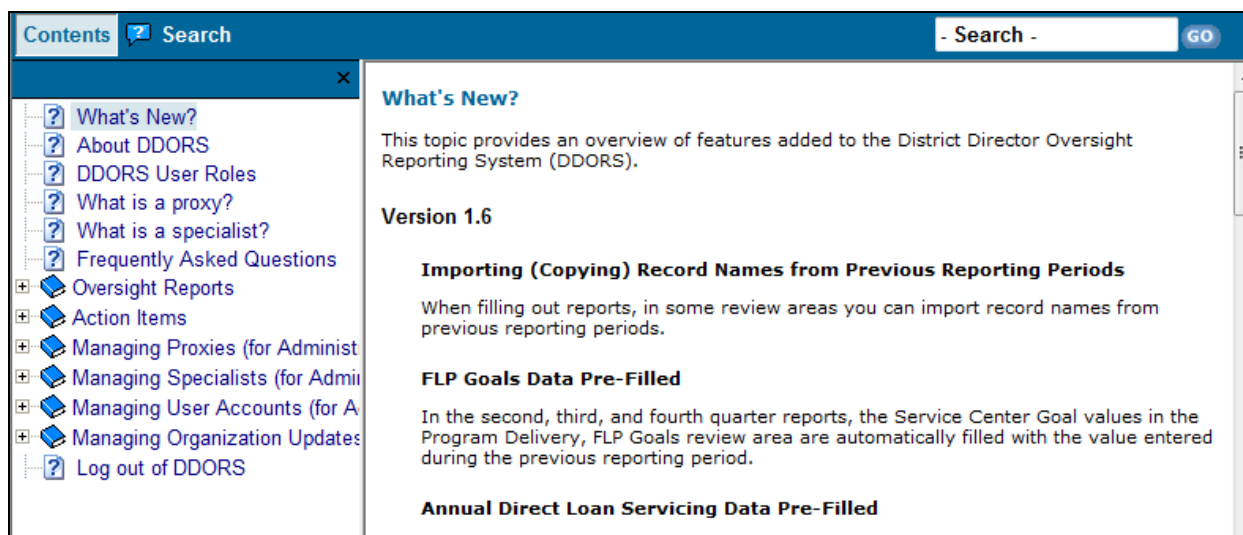 Contents Search
- Search - GO
What's New?
About DDORS
DDORS User Roles
What is a proxy?
What is a specialist?
Frequently Asked Questions
Oversight Reports
Action Items
Managing Proxies (for Administ
Managing Specialists (for Admi
Managing User Accounts (for A
Managing Organization Updates
Log out of DDORS
What's New?
This topic provides an overview of features added to the District Director Oversight
Reporting System (DDORS).
Version 1.6
Importing (Copying) Record Names from Previous Reporting Periods
When filling out reports, in some review areas you can import record names from
previous reporting periods.
FLP Goals Data Pre-Filled
In the second, third, and fourth quarter reports, the Service Center Goal values in the
Program Delivery, FLP Goals review area are automatically filled with the value entered
during the previous reporting period.
Annual Direct Loan Servicing Data Pre-Filled